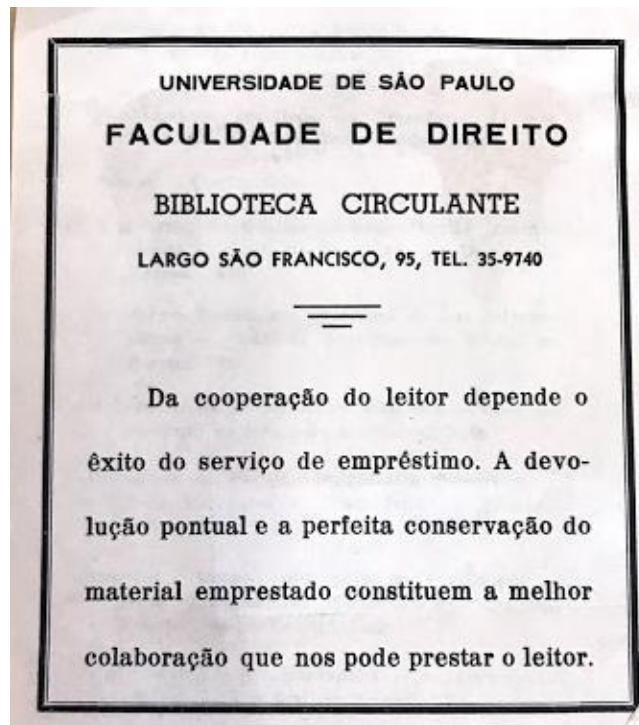 UNIVERSIDADE DE SÃO PAULO
FACULDADE DE DIREITO
BIBLIOTECA CIRCULANTE
LARGO SÃO FRANCISCO, 95, TEL. 35-9740
Da cooperação do leitor depende o
êxito do serviço de empréstimo. A devo-
lução pontual e a perfeita conservação do
material emprestado constituem a melhor
colaboração que nos pode prestar o leitor.